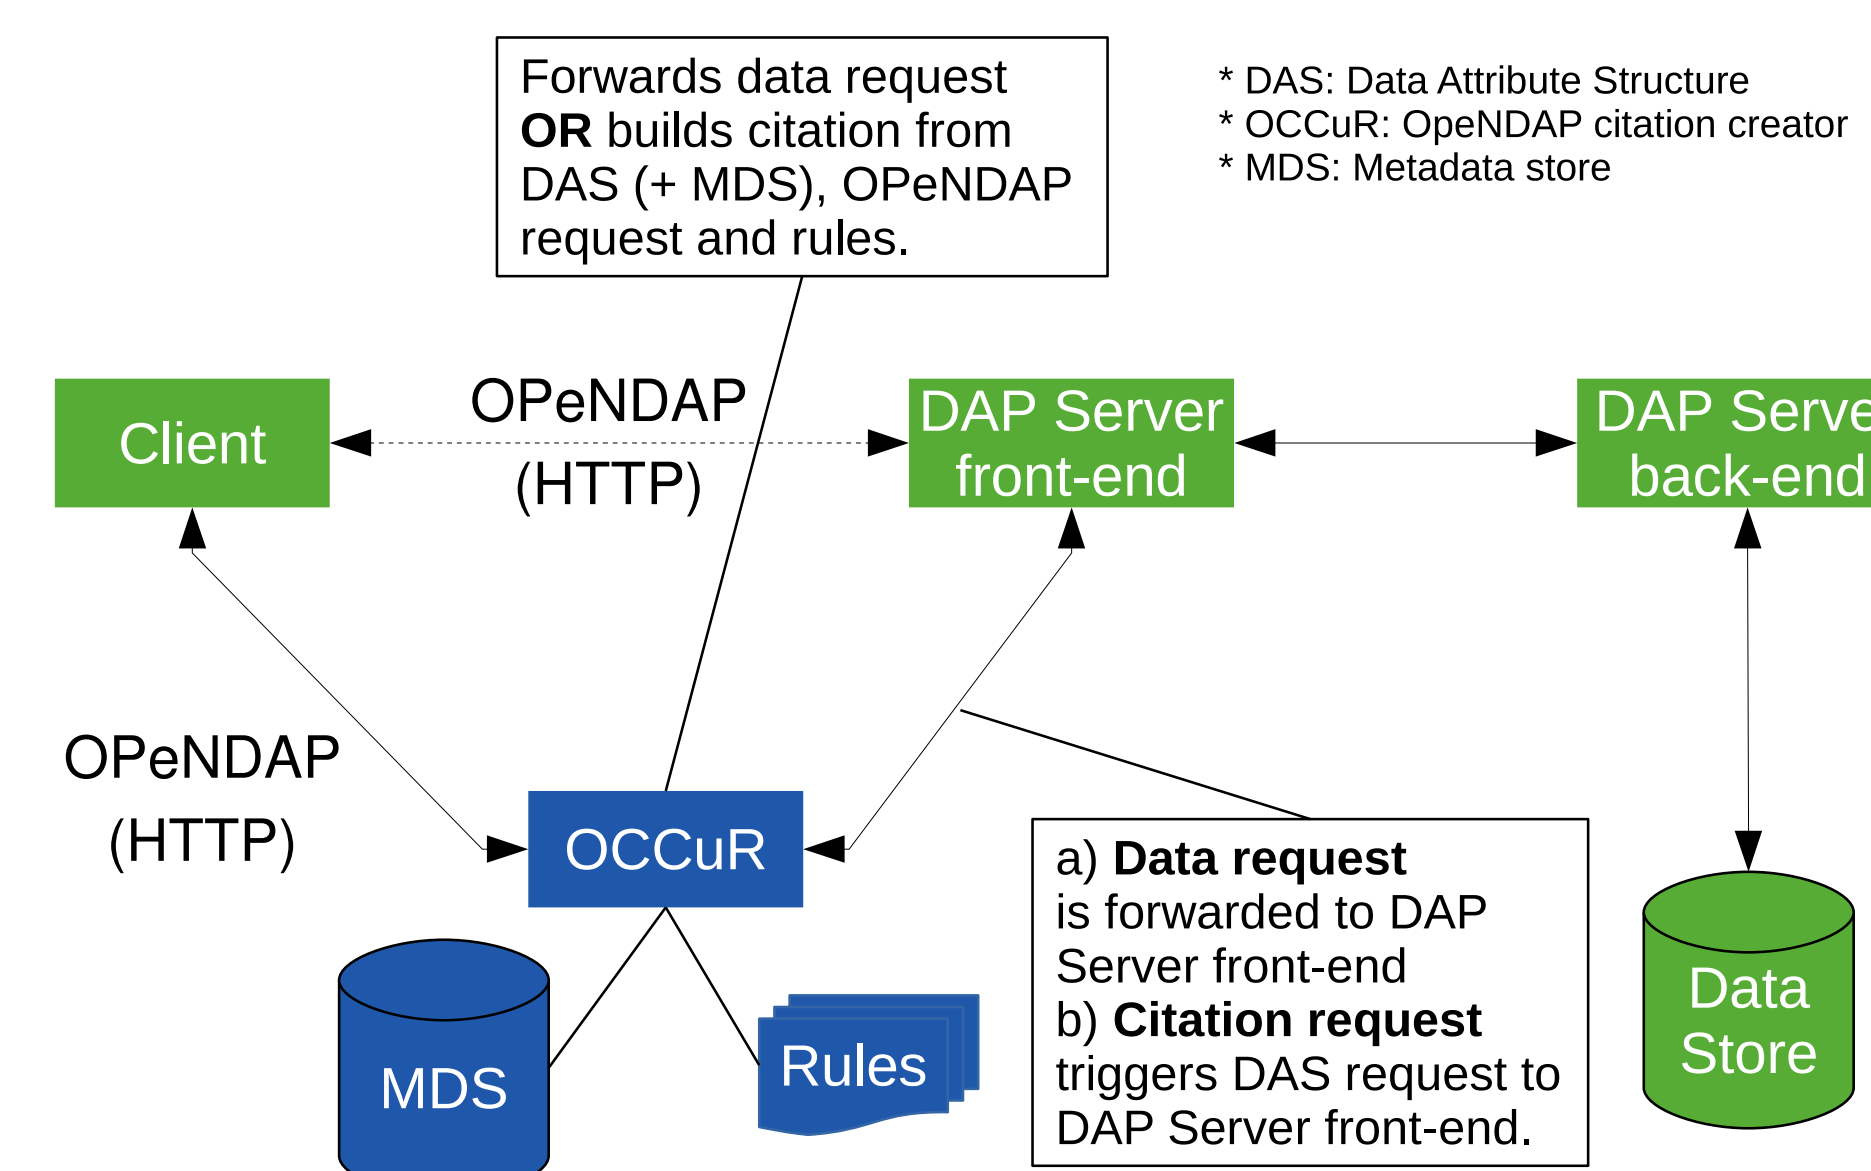 Forwards data request
OR builds citation from
DAS (+ MDS), OPeNDAP
request and rules.
* DAS: Data Attribute Structure
* OCCuR: OpeNDAP citation creator
* MDS: Metadata store
Client
OPeNDAP
(HTTP)
DAP Server
front-end
DAP Serve
back-end
OPeNDAP
(HTTP)
OCCuR
MDS
Rules
a) Data request
is forwarded to DAP
Server front-end
b) Citation request
triggers DAS request to
DAP Server front-end.
Data
Store